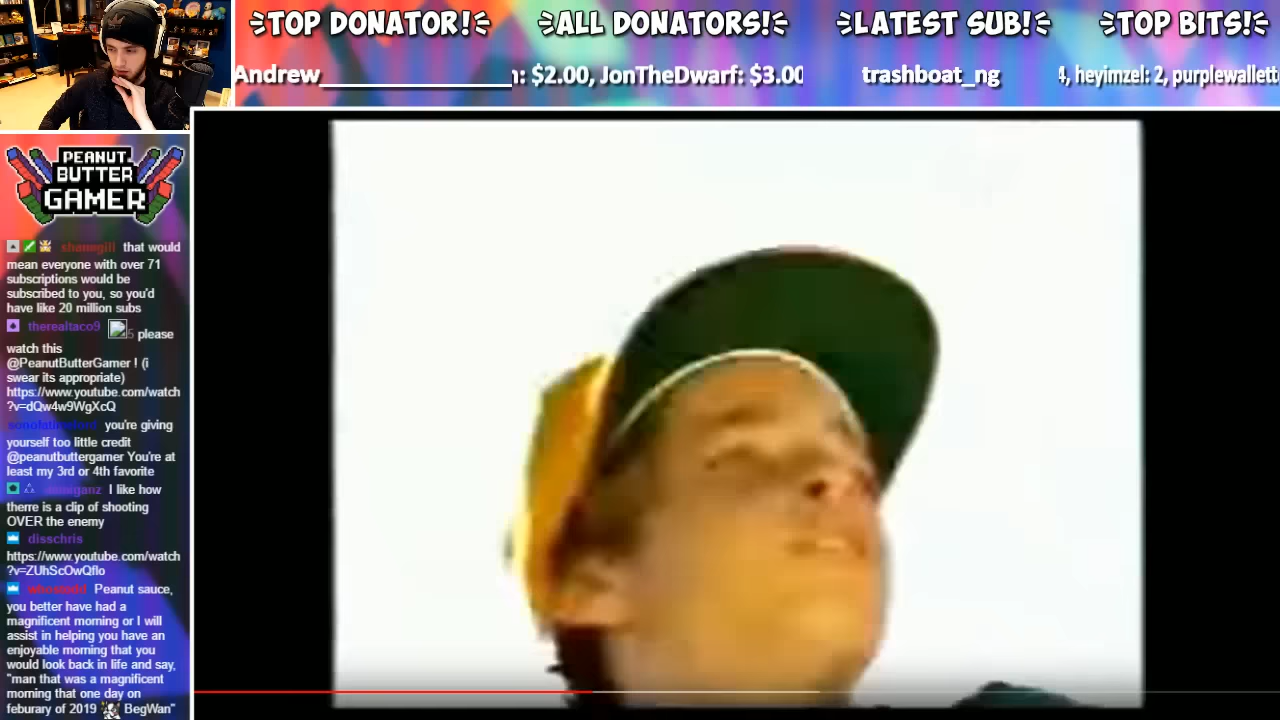 TOP DONATOR! ALL DONATORS! LATEST SUB! TOP BITS!
Andrew______________ : $2.00, JonTheDwarf: $3.00 trashboat_ng 4, heyimzel: 2, purplewallett
PEANUT
BUTTER
GAMER
that would
mean everyone with over 71
subscriptions would be
subscribed to you, so you'd
have like 20 million subs
therealtaco9 5 please
watch this
@PeanutButterGamer ! (i
swear its appropriate)
https://www.youtube.com/watch
?v=dQw4w9WgXcQ
you're giving
yourself too little credit
@peanutbuttergamer You're at
least my 3rd or 4th favorite
I like how
therre is a clip of shooting
OVER the enemy
disschris
https://www.youtube.com/watch
?v=ZUhScOwQflo
Peanut sauce,
you better have had a
magnificent morning or I will
assist in helping you have an
enjoyable morning that you
would look back in life and say,
"man that was a magnificent
morning that one day on
feburary of 2019 BegWan"